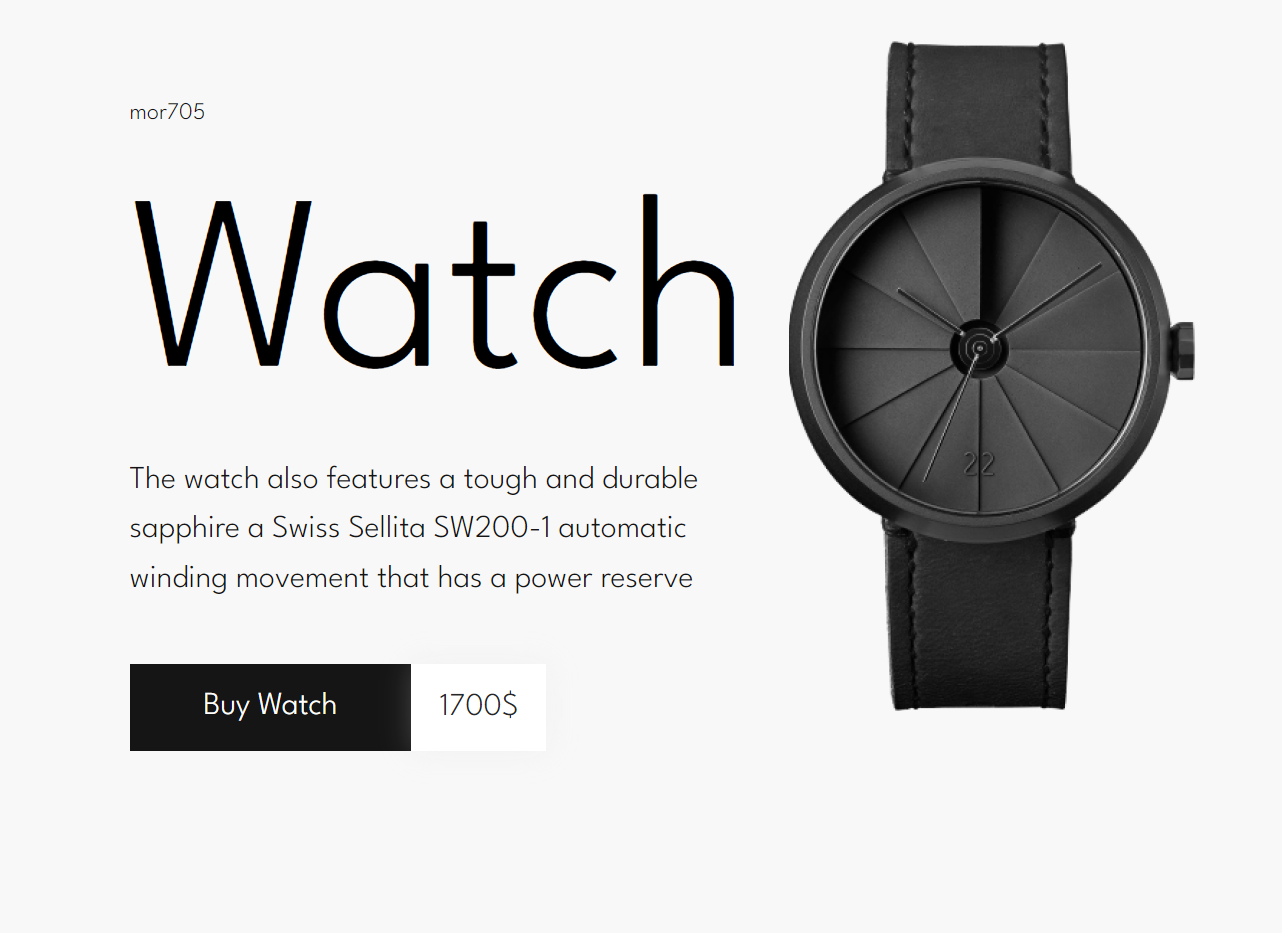 mor705
Watch
The watch also features a tough and durable
sapphire a Swiss Sellita SW200-1 automatic
winding movement that has a power reserve
Buy Watch 1700$
22